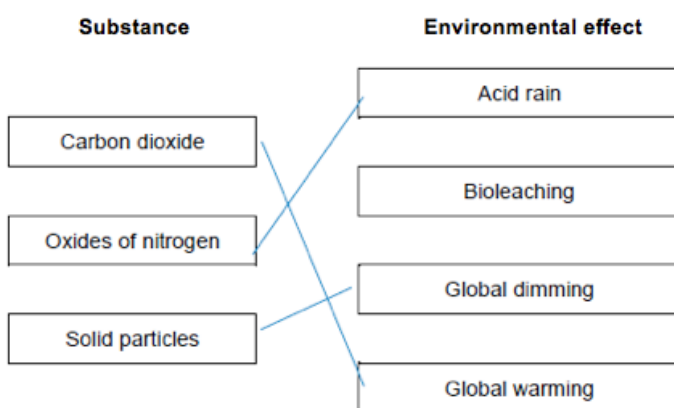 Substance
Environmental effect
Acid rain
Carbon dioxide
Bioleaching
Oxides of nitrogen
Global dimming
Solid particles
Global warming